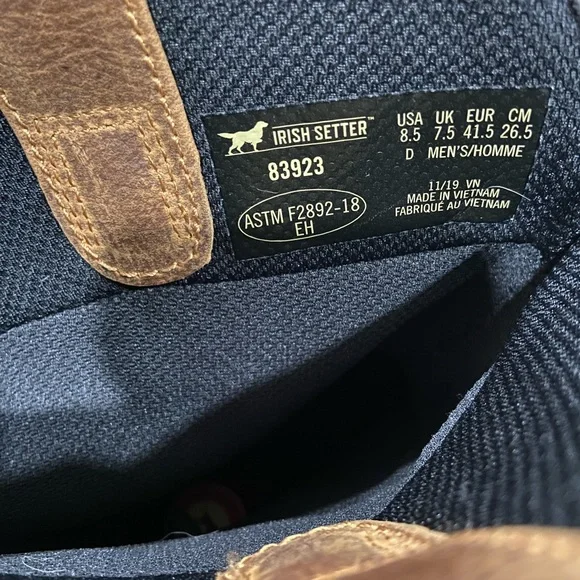 IRISH SETTER™
83923
ASTM F2892-18
EH
USA UK EUR CM
8.5 7.5 41.5 26.5
D MEN'S/HOMME
11/19 VN
MADE IN VIETNAM
FABRIQUÉ AU VIETNAM